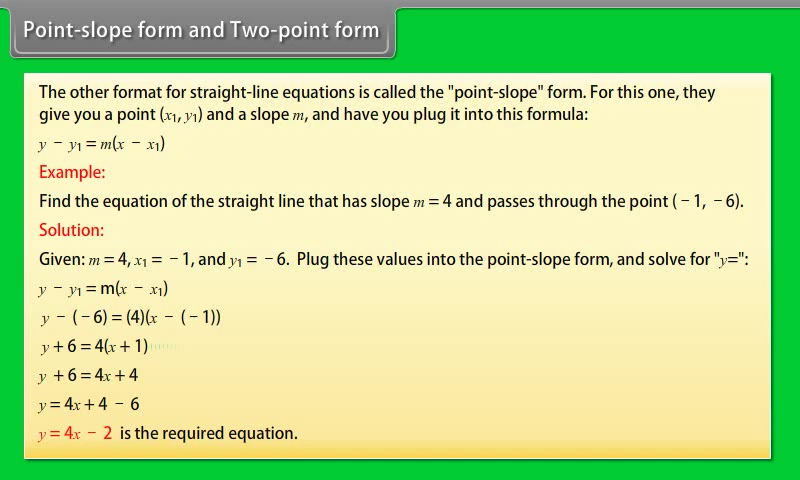 Point-slope form and Two-point form
The other format for straight-line equations is called the "point-slope" form. For this one, they
give you a point (x₁, y₁) and a slope m, and have you plug it into this formula:
y − y₁ = m(x − x₁)
Example:
Find the equation of the straight line that has slope m = 4 and passes through the point (− 1, − 6).
Solution:
Given: m = 4, x₁ = − 1, and y₁ = − 6. Plug these values into the point-slope form, and solve for "y=":
y − y₁ = m(x − x₁)
y − (− 6) = (4)(x − (− 1))
y + 6 = 4(x + 1)
y + 6 = 4x + 4
y = 4x + 4 − 6
y = 4x − 2 is the required equation.